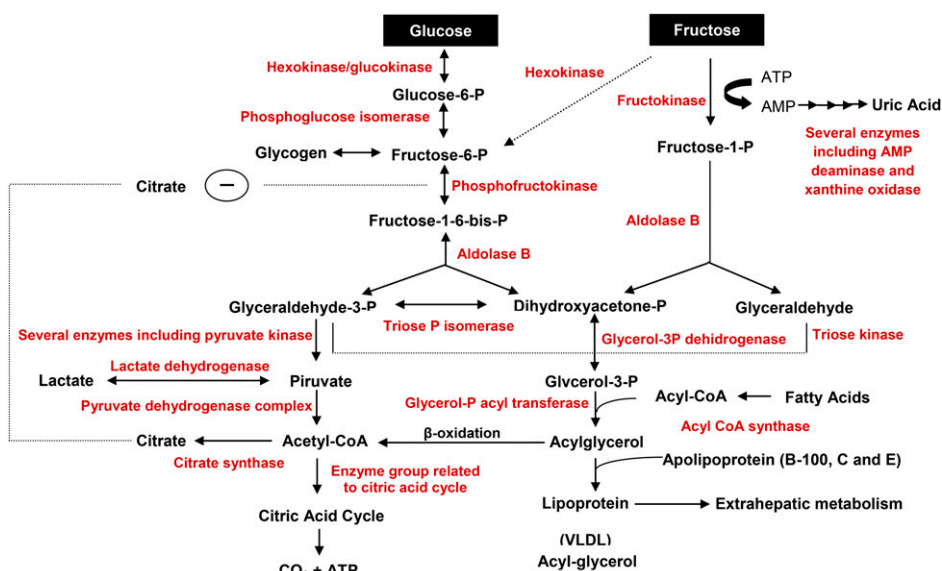 Glucose
Fructose
Hexokinase/glucokinase
Hexokinase
ATP
Glucose-6-P
Fructokinase
AMP
Uric Acid
Phosphoglucose isomerase
Several enzymes
including AMP
deaminase and
xanthine oxidase
Glycogen
Fructose-6-P
Fructose-1-P
Citrate
−
Phosphofructokinase
Fructose-1-6-bis-P
Aldolase B
Aldolase B
Glyceraldehyde-3-P
Dihydroxyacetone-P
Glyceraldehyde
Triose P isomerase
Several enzymes including pyruvate kinase
Glycerol-3P dehidrogenase
Triose kinase
Lactate dehydrogenase
Lactate
Piruvate
Glycerol-3-P
Pyruvate dehydrogenase complex
Glycerol-P acyl transferase
Acyl-CoA
Fatty Acids
Acyl CoA synthase
Citrate
Acetyl-CoA
β-oxidation
Acylglycerol
Citrate synthase
Enzyme group related
to citric acid cycle
Apolipoprotein (B-100, C and E)
Lipoprotein
Extrahepatic metabolism
Citric Acid Cycle
(VLDL)
Acyl-glycerol
CO₂ + ATP